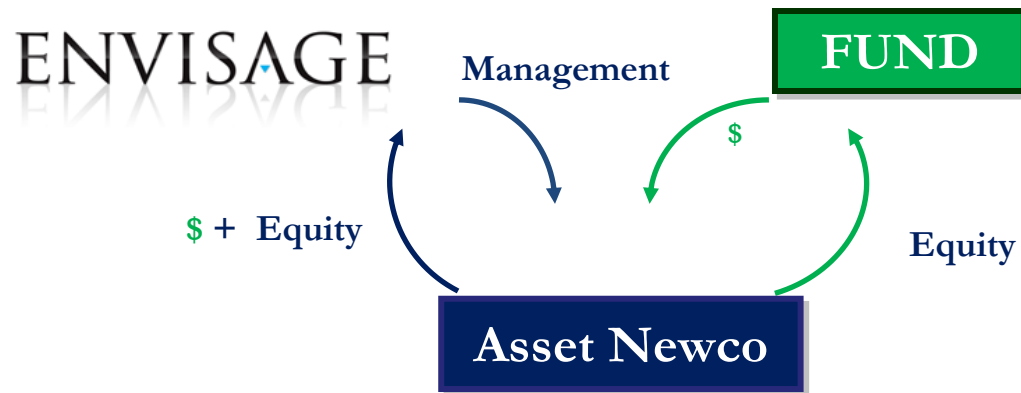 ENVISAGE
FUND
Management
$
$ + Equity
Equity
Asset Newco